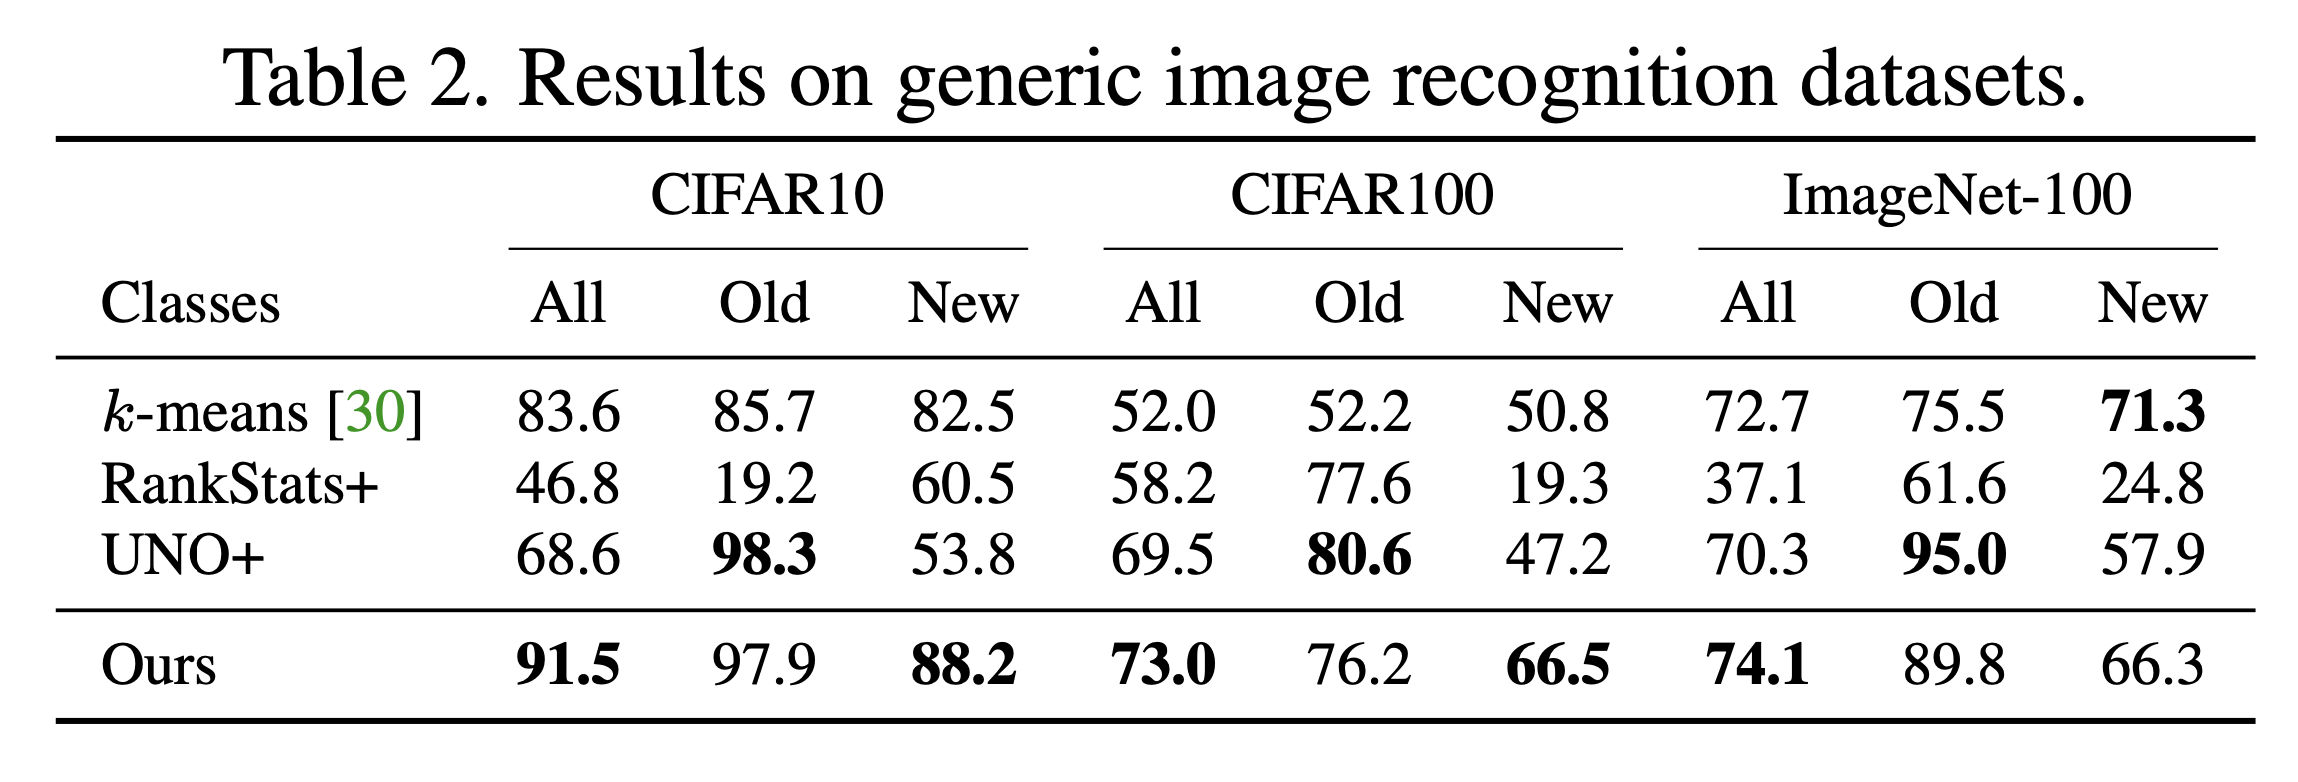 Table 2. Results on generic image recognition datasets.
CIFAR10 CIFAR100 ImageNet-100
Classes All Old New All Old New All Old New
k-means [30] 83.6 85.7 82.5 52.0 52.2 50.8 72.7 75.5 71.3
RankStats+ 46.8 19.2 60.5 58.2 77.6 19.3 37.1 61.6 24.8
UNO+ 68.6 98.3 53.8 69.5 80.6 47.2 70.3 95.0 57.9
Ours 91.5 97.9 88.2 73.0 76.2 66.5 74.1 89.8 66.3